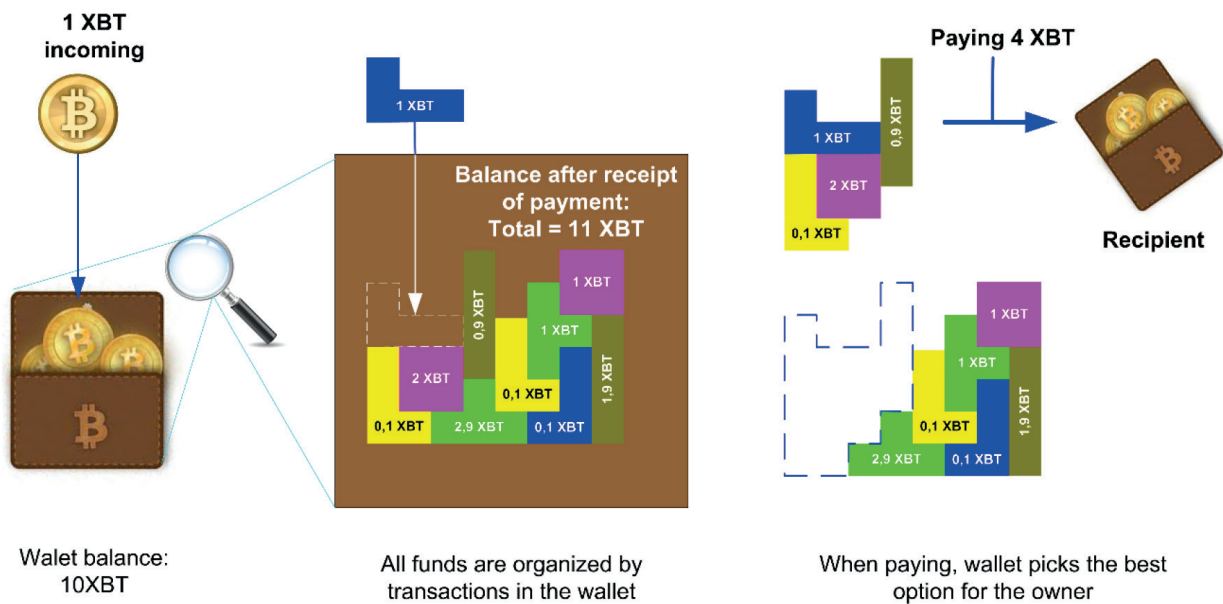 1 XBT
incoming
Walet balance:
10XBT
1 XBT
Balance after receipt
of payment:
Total = 11 XBT
0,9 XBT
1 XBT
1 XBT
2 XBT
0,1 XBT
1,9 XBT
0,1 XBT
2,9 XBT
0,1 XBT
All funds are organized by
transactions in the wallet
Paying 4 XBT
1 XBT
0,9 XBT
2 XBT
0,1 XBT
Recipient
1 XBT
1 XBT
0,1 XBT
1,9 XBT
2,9 XBT
0,1 XBT
When paying, wallet picks the best
option for the owner